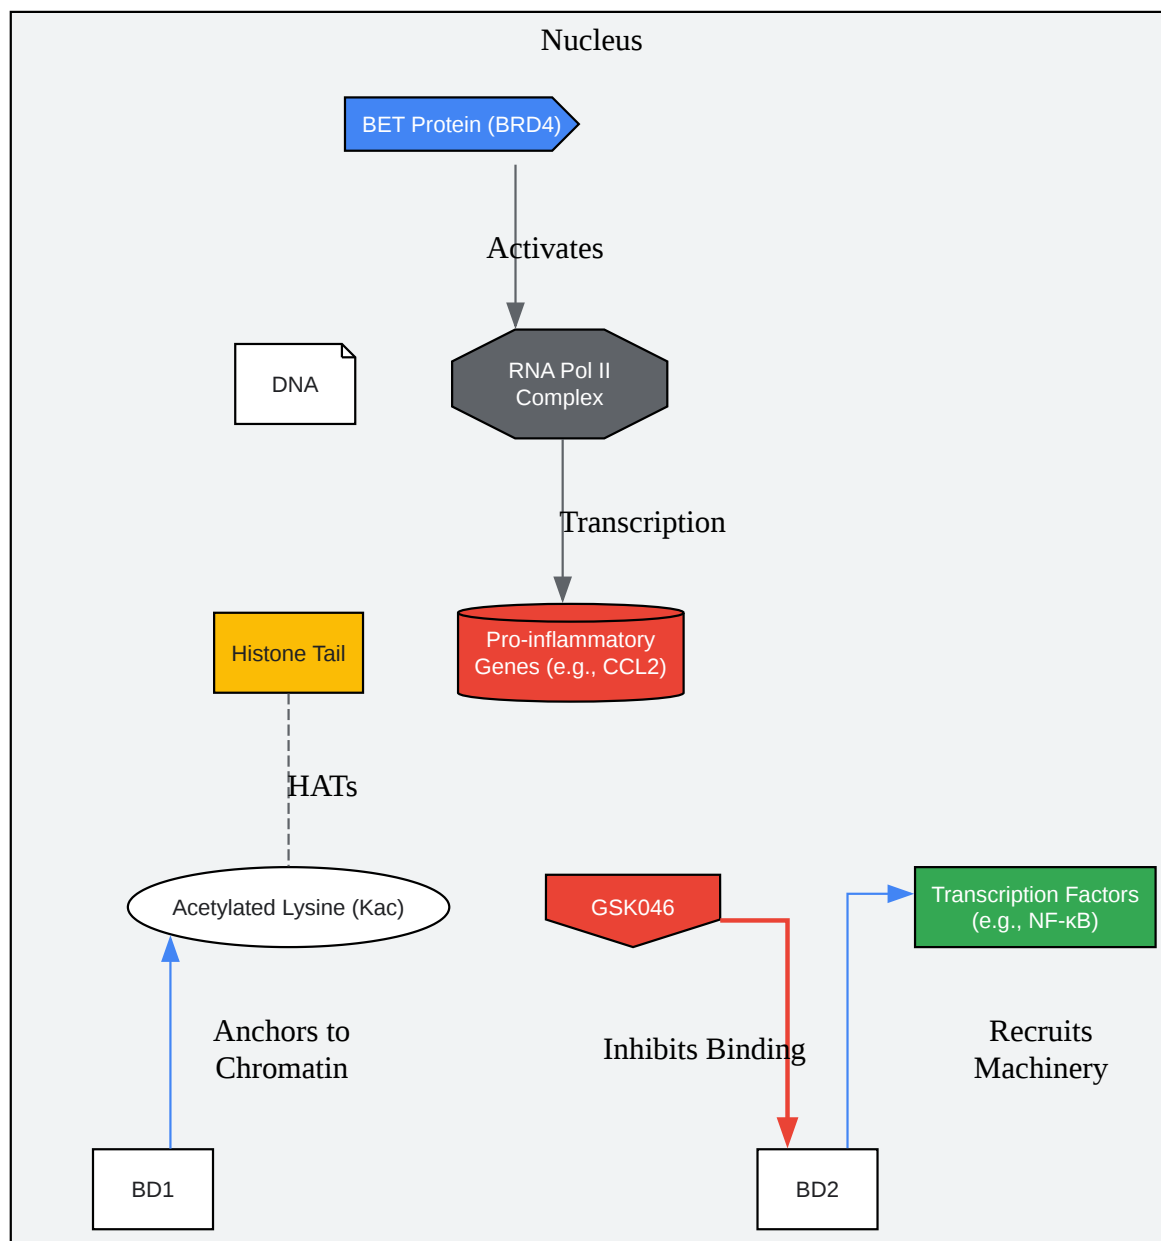 Nucleus
BET Protein (BRD4)
Activates
DNA
RNA Pol II
Complex
Transcription
Histone Tail
Pro-inflammatory
Genes (e.g., CCL2)
HATs
Acetylated Lysine (Kac)
GSK046
Transcription Factors
(e.g., NF-κB)
Anchors to
Chromatin
Inhibits Binding
Recruits
Machinery
BD1
BD2